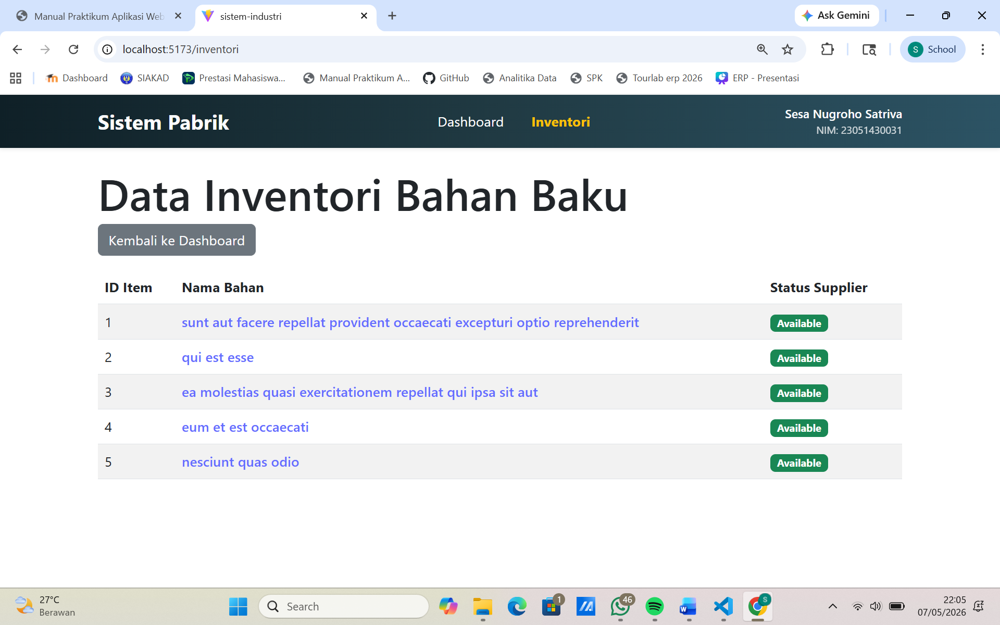 Manual Praktikum Aplikasi Web
sistem-industri
Ask Gemini
localhost:5173/inventori
S School
Dashboard
SIAKAD
Prestasi Mahasiswa...
Manual Praktikum A...
GitHub
Analitika Data
SPK
Tourlab erp 2026
ERP - Presentasi
Sistem Pabrik
Dashboard
Inventori
Sesa Nugroho Satriva
NIM: 23051430031
Data Inventori Bahan Baku
Kembali ke Dashboard
ID Item Nama Bahan Status Supplier
1 sunt aut facere repellat provident occaecati excepturi optio reprehenderit Available
2 qui est esse Available
3 ea molestias quasi exercitationem repellat qui ipsa sit aut Available
4 eum et est occaecati Available
5 nesciunt quas odio Available
27°C
Berawan
Search
1
46
S
22:05
07/05/2026